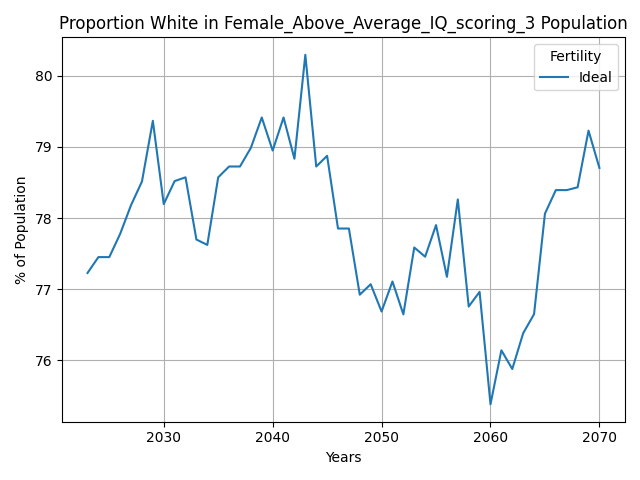 Proportion White in Female_Above_Average_IQ_scoring_3 Population
Fertility
Ideal
80
79
78
77
76
% of Population
2030 2040 2050 2060 2070
Years